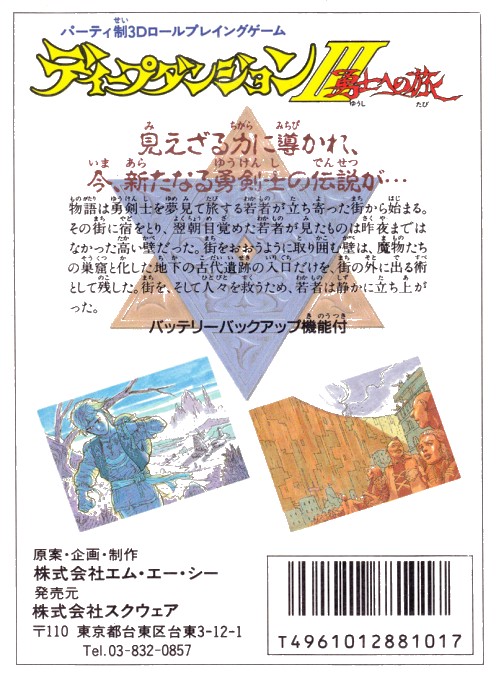 パーティ制3Dロールプレイングゲーム
ディープダンジョンIII
勇士への旅
見えざる力に導かれ、
今、新たなる勇剣士の伝説が…
物語は勇剣士を夢見て旅する若者が立ち寄った街から始まる。
その街に宿をとり、翌朝目覚めた若者が見たものは昨夜までは
なかった高い壁だった。街をおおうように取り囲む壁は、魔物たち
の巣窟と化した地下の古代遺跡の入口だけを、街の外に出る術
として残した。街を、そして人々を救うため、若者は静かに立ち上が
った。
バッテリーバックアップ機能付
原案・企画・制作
株式会社エム・エー・シー
発売元
株式会社スクウェア
〒110 東京都台東区台東3-12-1
Tel.03-832-0857
T4961012881017